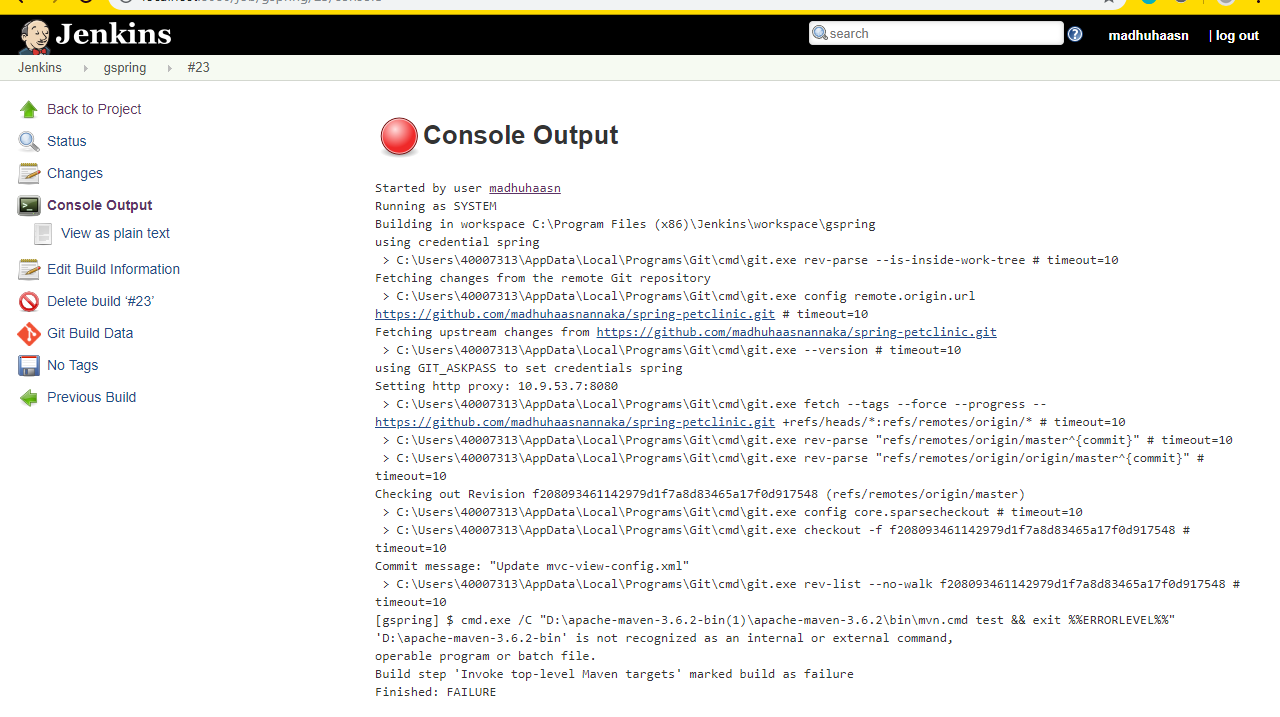 Jenkins
search
madhuhaasn
| log out
Jenkins
gspring
#23
Back to Project
Status
Changes
Console Output
View as plain text
Edit Build Information
Delete build ‘#23’
Git Build Data
No Tags
Previous Build
Console Output
Started by user madhuhaasn
Running as SYSTEM
Building in workspace C:\Program Files (x86)\Jenkins\workspace\gspring
using credential spring
> C:\Users\40007313\AppData\Local\Programs\Git\cmd\git.exe rev-parse --is-inside-work-tree # timeout=10
Fetching changes from the remote Git repository
> C:\Users\40007313\AppData\Local\Programs\Git\cmd\git.exe config remote.origin.url
https://github.com/madhuhaasnannaka/spring-petclinic.git # timeout=10
Fetching upstream changes from https://github.com/madhuhaasnannaka/spring-petclinic.git
> C:\Users\40007313\AppData\Local\Programs\Git\cmd\git.exe --version # timeout=10
using GIT_ASKPASS to set credentials spring
Setting http proxy: 10.9.53.7:8080
> C:\Users\40007313\AppData\Local\Programs\Git\cmd\git.exe fetch --tags --force --progress --
https://github.com/madhuhaasnannaka/spring-petclinic.git +refs/heads/*:refs/remotes/origin/* # timeout=10
> C:\Users\40007313\AppData\Local\Programs\Git\cmd\git.exe rev-parse "refs/remotes/origin/master^{commit}" # timeout=10
> C:\Users\40007313\AppData\Local\Programs\Git\cmd\git.exe rev-parse "refs/remotes/origin/origin/master^{commit}" #
timeout=10
Checking out Revision f208093461142979d1f7a8d83465a17f0d917548 (refs/remotes/origin/master)
> C:\Users\40007313\AppData\Local\Programs\Git\cmd\git.exe config core.sparsecheckout # timeout=10
> C:\Users\40007313\AppData\Local\Programs\Git\cmd\git.exe checkout -f f208093461142979d1f7a8d83465a17f0d917548 #
timeout=10
Commit message: "Update mvc-view-config.xml"
> C:\Users\40007313\AppData\Local\Programs\Git\cmd\git.exe rev-list --no-walk f208093461142979d1f7a8d83465a17f0d917548 #
timeout=10
[gspring] $ cmd.exe /C "D:\apache-maven-3.6.2-bin(1)\apache-maven-3.6.2\bin\mvn.cmd test && exit %%ERRORLEVEL%%"
'D:\apache-maven-3.6.2-bin' is not recognized as an internal or external command,
operable program or batch file.
Build step 'Invoke top-level Maven targets' marked build as failure
Finished: FAILURE